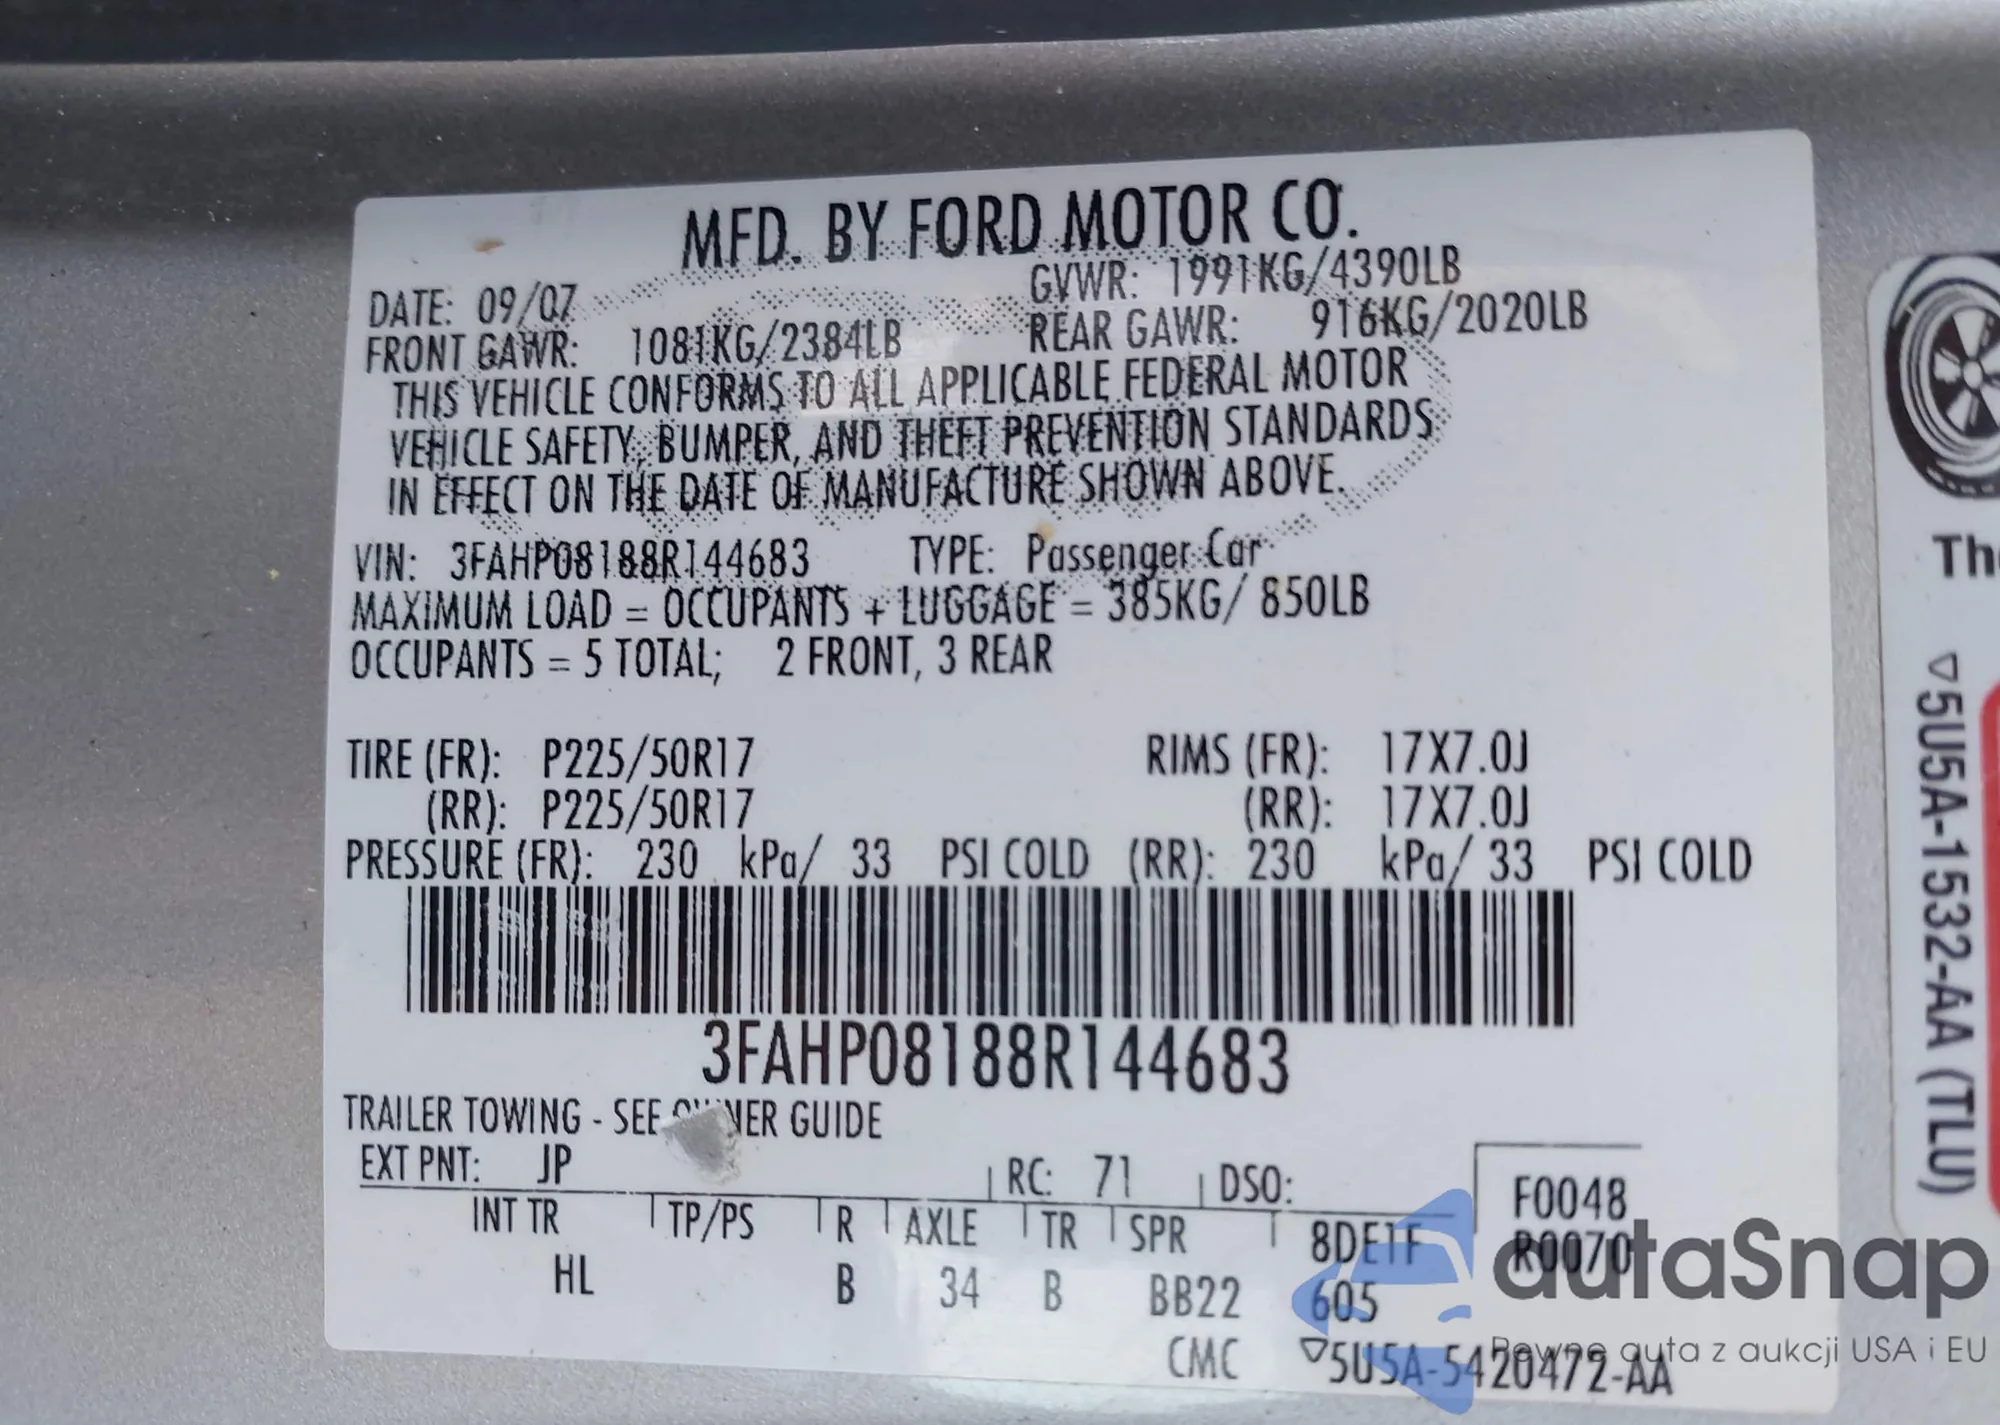 MFD. BY FORD MOTOR CO.
DATE: 09/07 GVWR: 1991KG/4390LB
FRONT GAWR: 1081KG/2384LB REAR GAWR: 916KG/2020LB
THIS VEHICLE CONFORMS TO ALL APPLICABLE FEDERAL MOTOR
VEHICLE SAFETY, BUMPER, AND THEFT PREVENTION STANDARDS
IN EFFECT ON THE DATE OF MANUFACTURE SHOWN ABOVE.
VIN: 3FAHP08188R144683 TYPE: Passenger Car
MAXIMUM LOAD = OCCUPANTS + LUGGAGE = 385KG/ 850LB
OCCUPANTS = 5 TOTAL; 2 FRONT, 3 REAR
TIRE (FR): P225/50R17 RIMS (FR): 17X7.0J
(RR): P225/50R17 (RR): 17X7.0J
PRESSURE (FR): 230 kPa/ 33 PSI COLD (RR): 230 kPa/ 33 PSI COLD
3FAHP08188R144683
TRAILER TOWING - SEE OWNER GUIDE
EXT PNT: JP RC: 71 DSO: F0048
INT TR TP/PS R AXLE TR SPR 8DE1F R0070
HL B 34 B BB22 605
CMC ▽5U5A-5420472-AA
▽5U5A-1532-AA (TLU)
autaSnap
Pewne auta z aukcji USA i EU